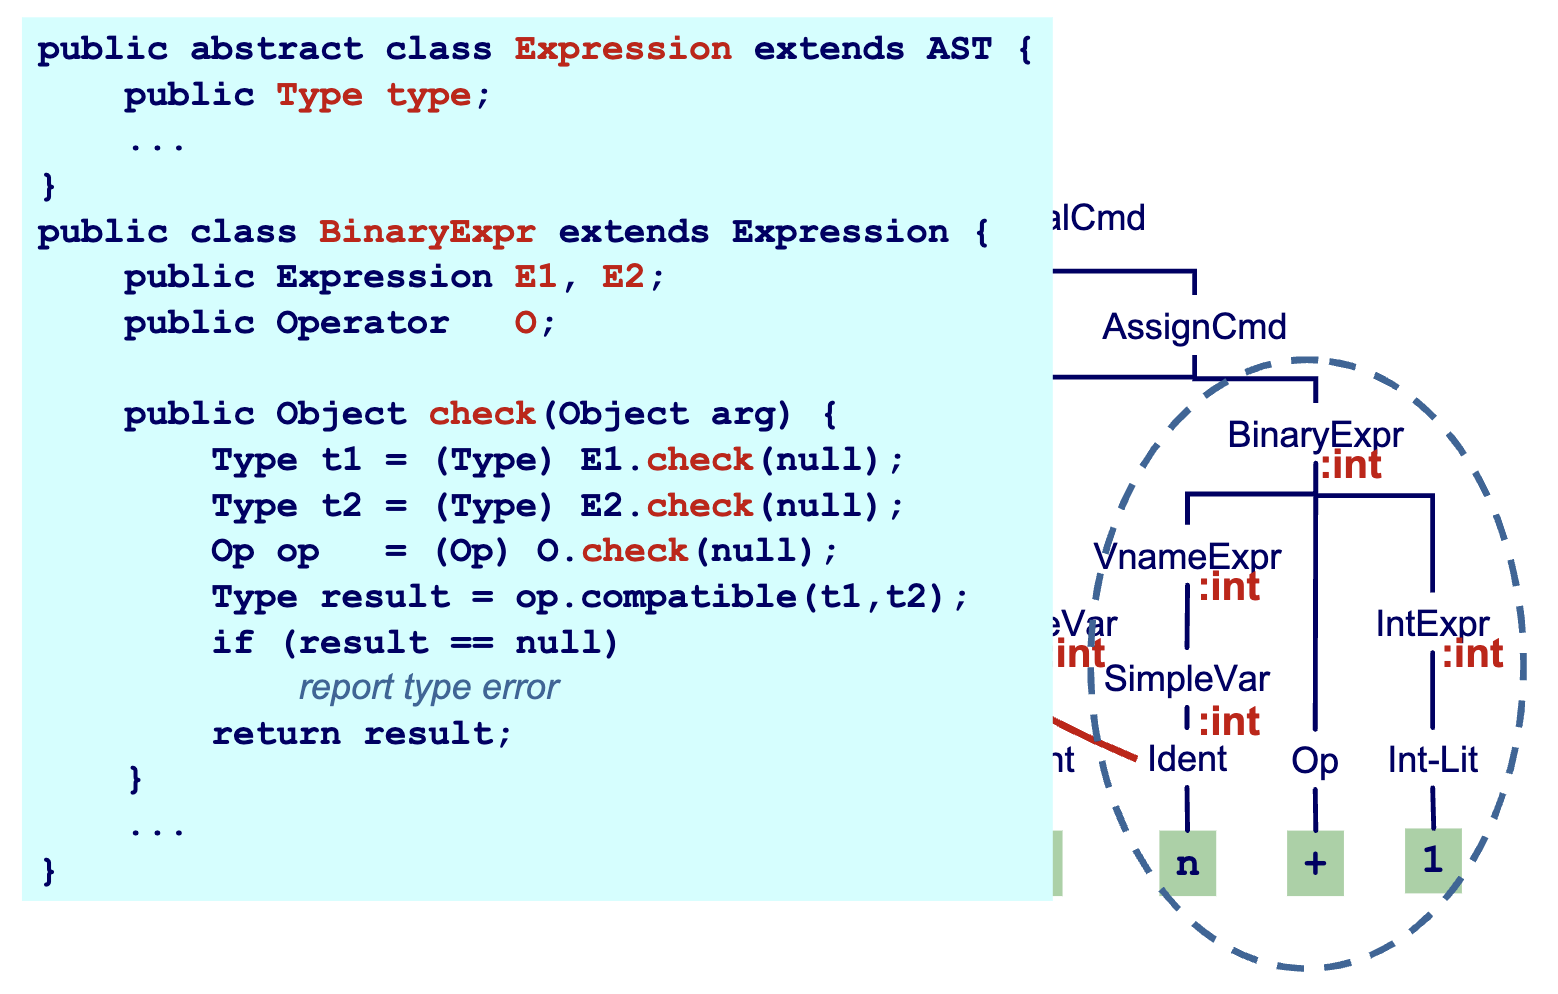 public abstract class Expression extends AST {
public Type type;
...
}
public class BinaryExpr extends Expression {
public Expression E1, E2;
public Operator O;
public Object check(Object arg) {
Type t1 = (Type) E1.check(null);
Type t2 = (Type) E2.check(null);
Op op = (Op) O.check(null);
Type result = op.compatible(t1,t2);
if (result == null)
report type error
return result;
}
...
}
alCmd
AssignCmd
BinaryExpr
:int
VnameExpr
:int
eVar
int
IntExpr
:int
SimpleVar
:int
nt
Ident
Op
Int-Lit
n
+
1